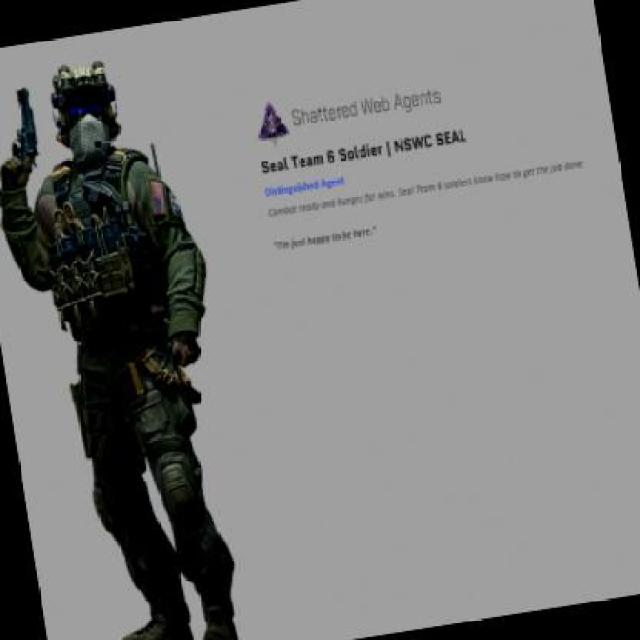 Shattered Web Agents
Seal Team 6 Soldier | NSWC SEAL
Distinguished Agent
Combat ready and hungry for wins, Seal Team 6 soldiers know how to get the job done
"I'm just happy to be here."